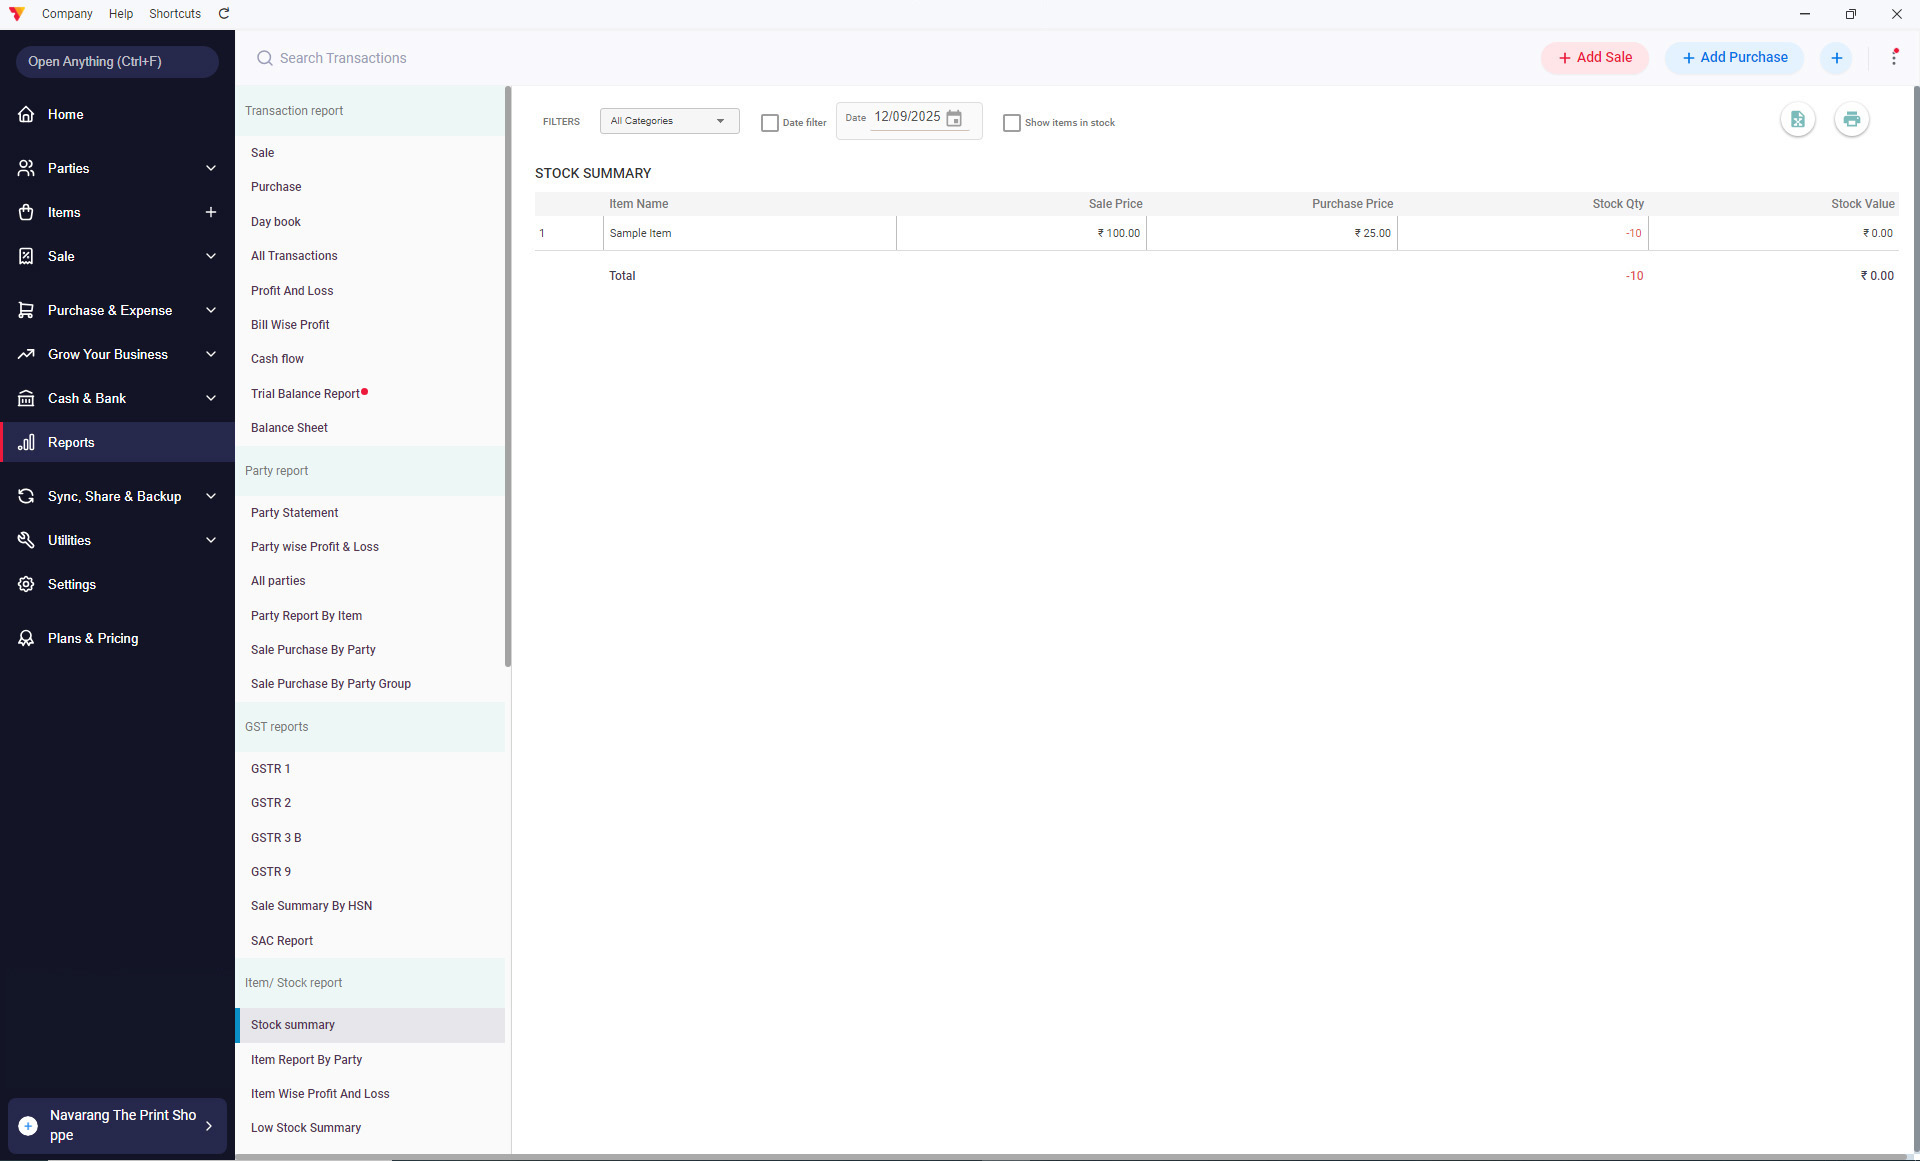 Company Help Shortcuts
Open Anything (Ctrl+F)
Home
Parties
Items
Sale
Purchase & Expense
Grow Your Business
Cash & Bank
Reports
Sync, Share & Backup
Utilities
Settings
Plans & Pricing
Navarang The Print Sho
ppe
Search Transactions
+ Add Sale
+ Add Purchase
Transaction report
Sale
Purchase
Day book
All Transactions
Profit And Loss
Bill Wise Profit
Cash flow
Trial Balance Report
Balance Sheet
Party report
Party Statement
Party wise Profit & Loss
All parties
Party Report By Item
Sale Purchase By Party
Sale Purchase By Party Group
GST reports
GSTR 1
GSTR 2
GSTR 3 B
GSTR 9
Sale Summary By HSN
SAC Report
Item/ Stock report
Stock summary
Item Report By Party
Item Wise Profit And Loss
Low Stock Summary
FILTERS All Categories Date filter Date 12/09/2025 Show items in stock
STOCK SUMMARY
Item Name Sale Price Purchase Price Stock Qty Stock Value
1 Sample Item ₹ 100.00 ₹ 25.00 -10 ₹ 0.00
Total -10 ₹ 0.00